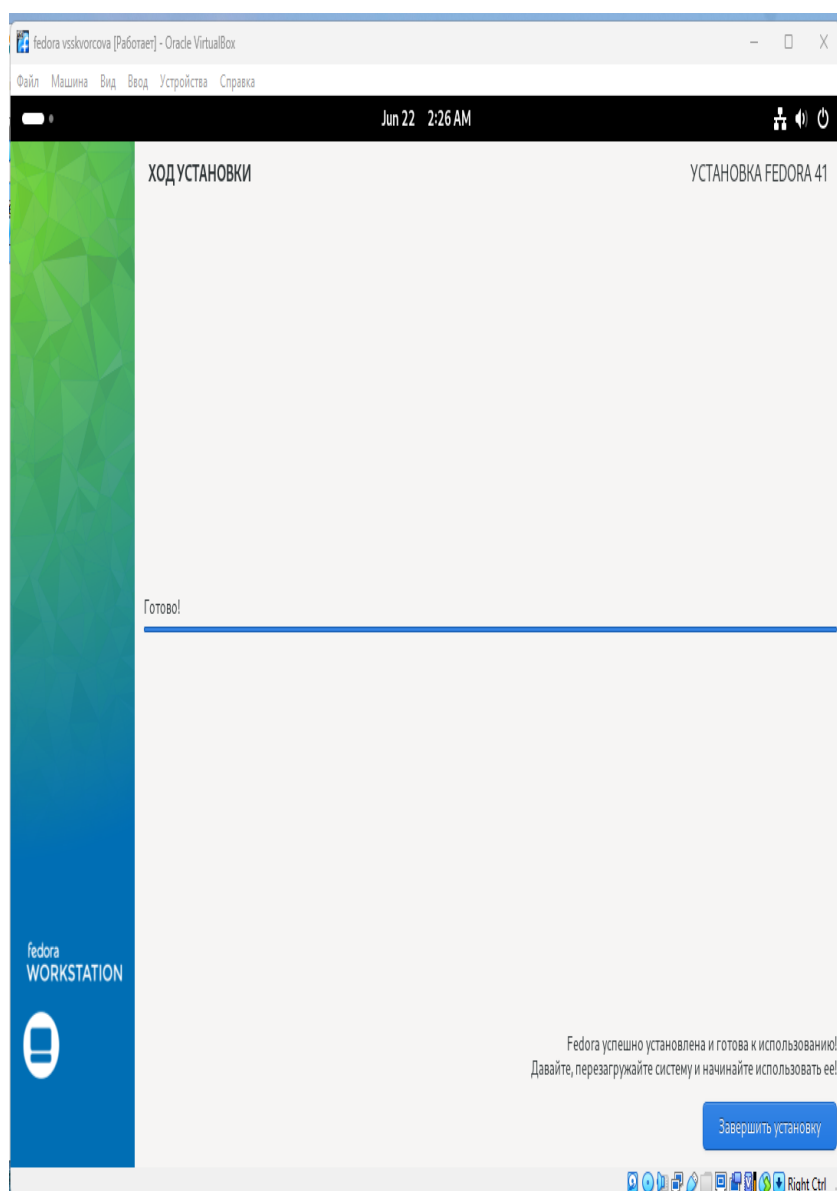 fedora vsskvorcova [Работает] - Oracle VirtualBox
Файл Машина Вид Ввод Устройства Справка
Jun 22 2:26 AM
ХОД УСТАНОВКИ
УСТАНОВКА FEDORA 41
Готово!
fedora
WORKSTATION
Fedora успешно установлена и готова к использованию!
Давайте, перезагружайте систему и начинайте использовать ее!
Завершить установку
Right Ctrl